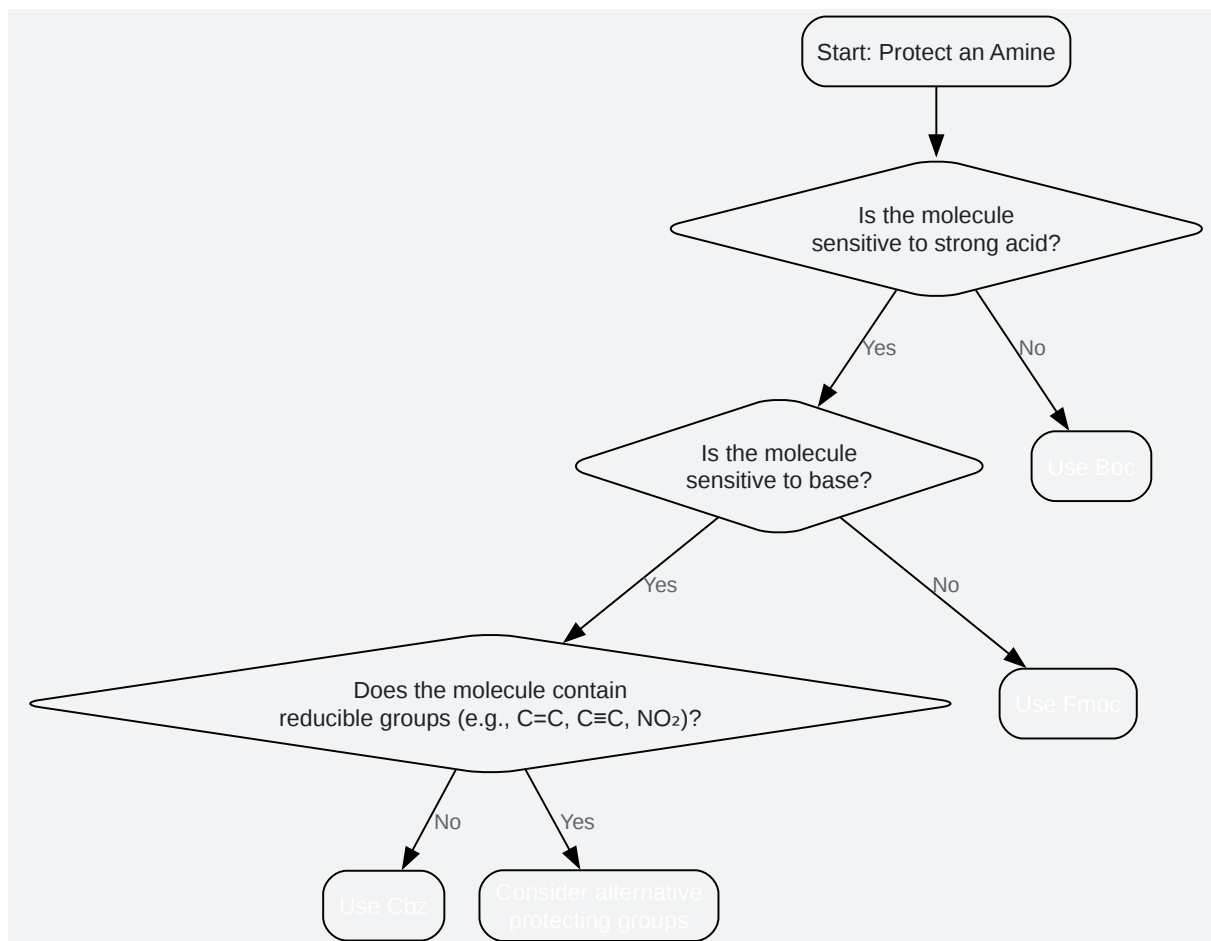 Start: Protect an Amine
Is the molecule
sensitive to strong acid?
Yes
No
Is the molecule
sensitive to base?
Use Boc
Yes
No
Does the molecule contain
reducible groups (e.g., C=C, C≡C, NO₂)?
Use Fmoc
No
Yes
Use Cbz
Consider alternative
protecting groups